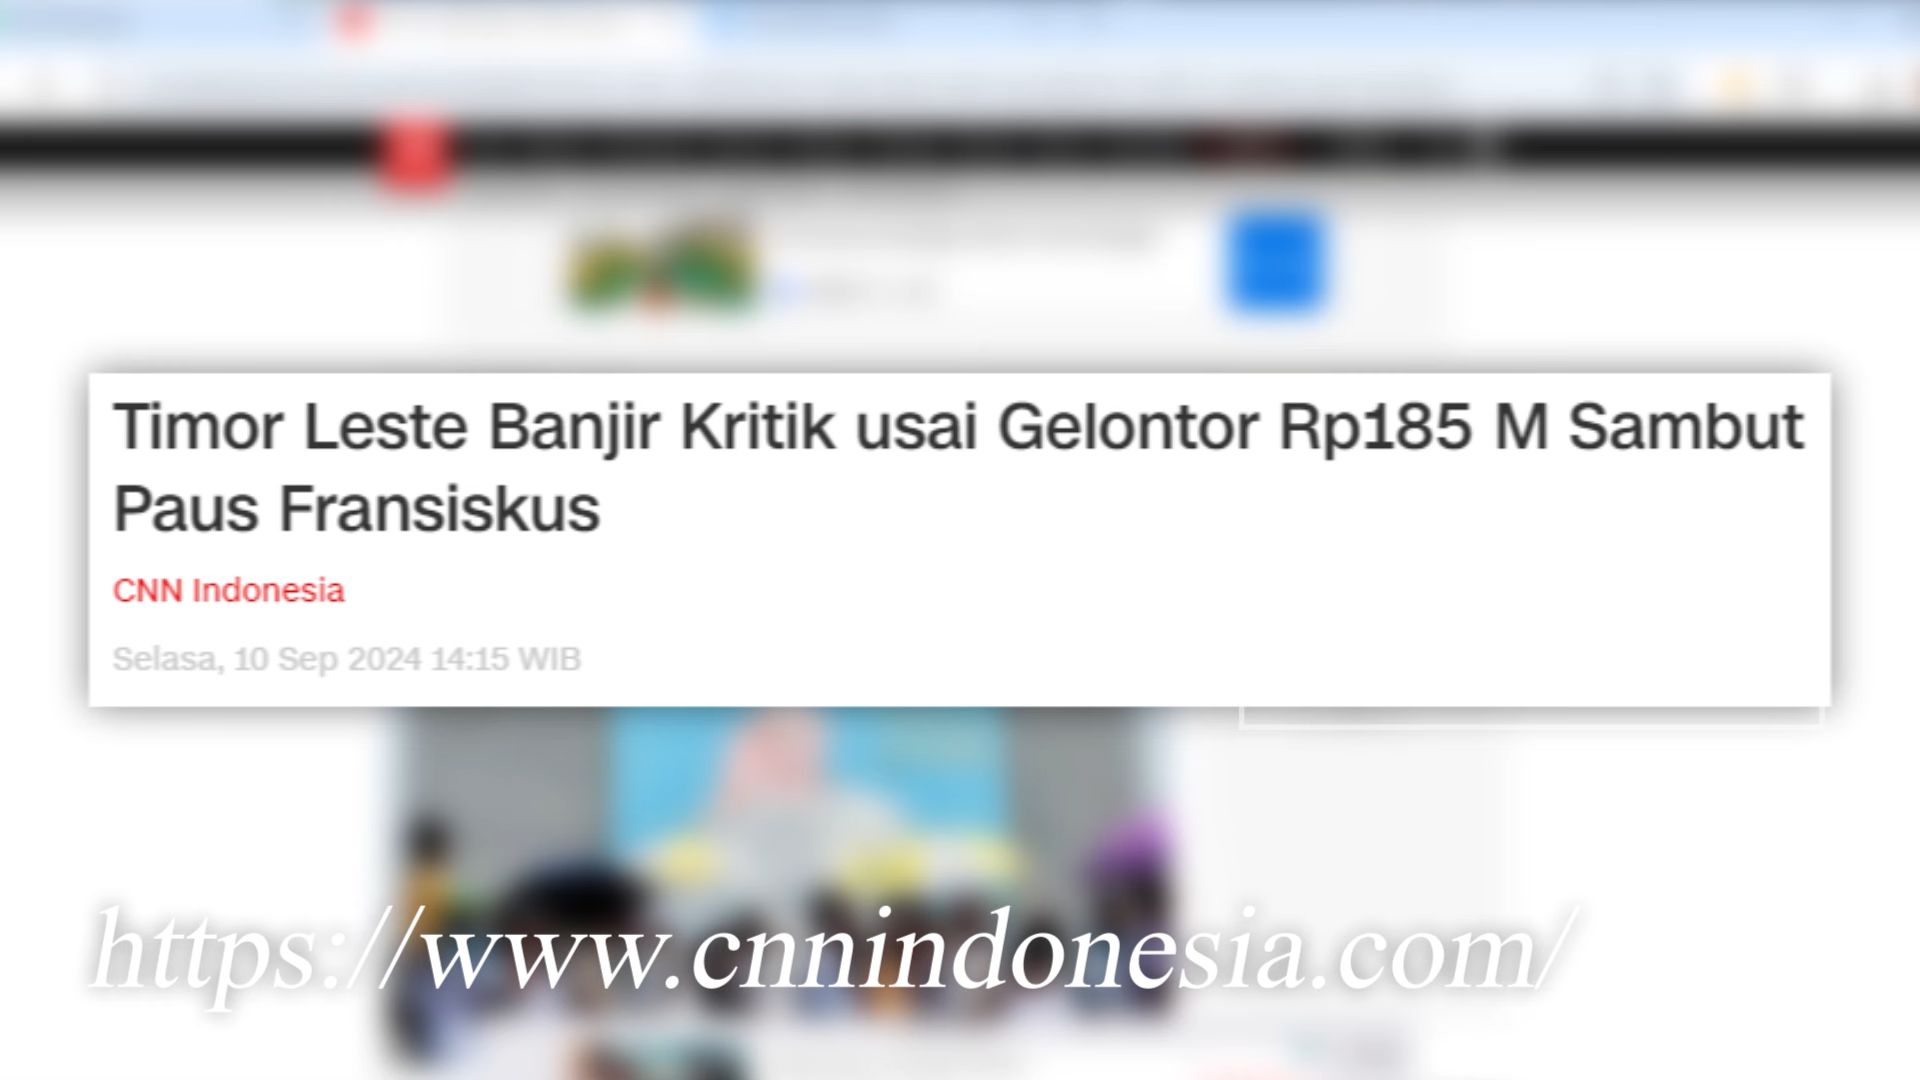 Timor Leste Banjir Kritik usai Gelontor Rp185 M Sambut
Paus Fransiskus
CNN Indonesia
Selasa, 10 Sep 2024 14:15 WIB
https://www.cnnindonesia.com/